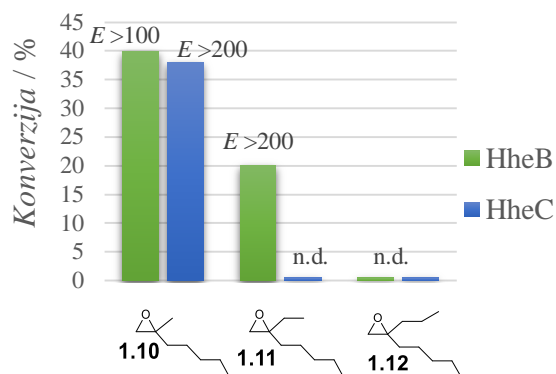 Konverzija / %
45
40
35
30
25
20
15
10
5
0
E >100
E >200
E >200
n.d.
n.d.
HheB
HheC
O
O
O
1.10
1.11
1.12